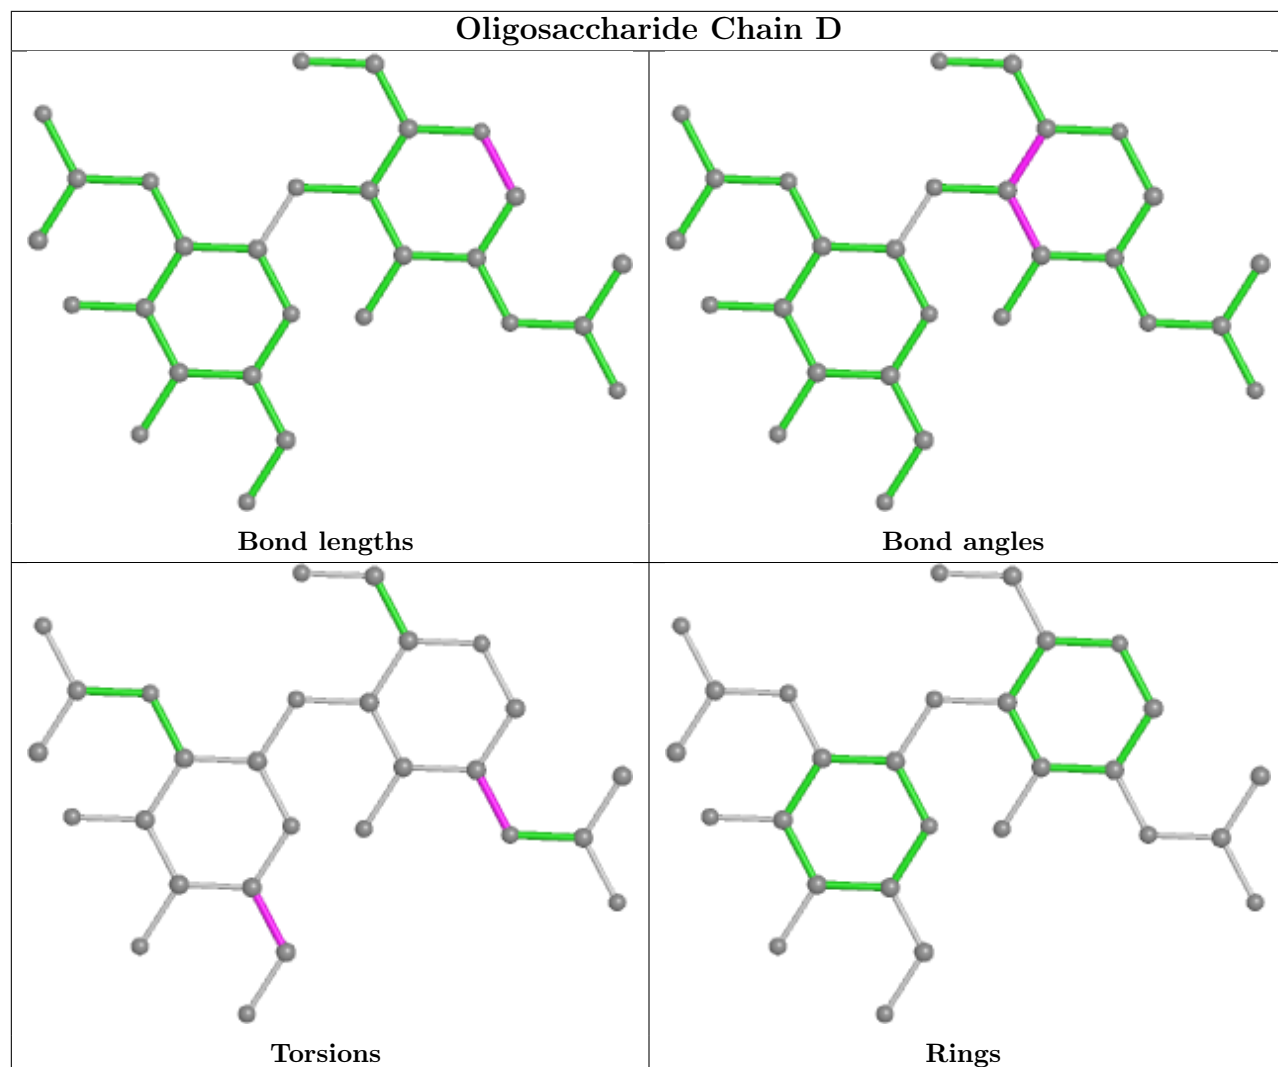 Oligosaccharide Chain D
Bond lengths
Bond angles
Torsions
Rings